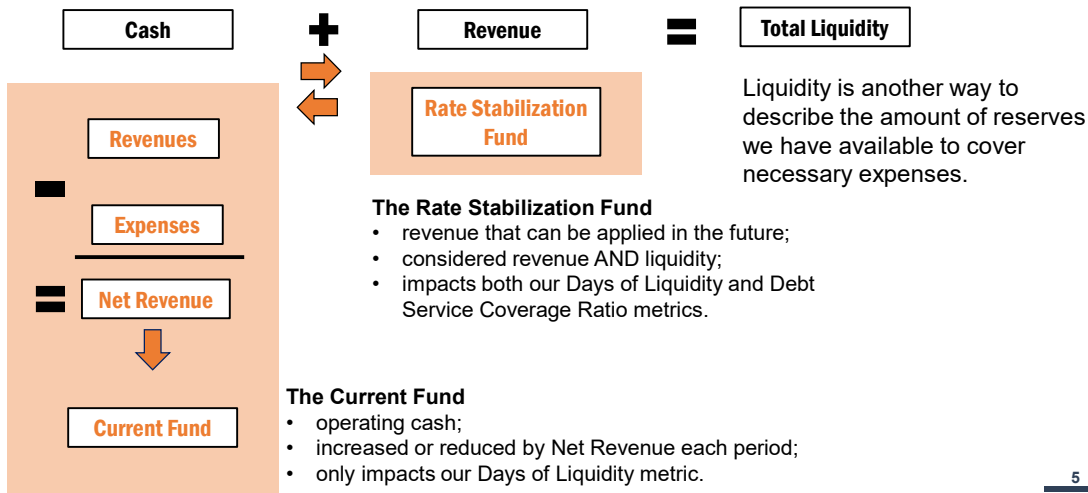 Cash
Revenue
Total Liquidity
Revenues
Expenses
Net Revenue
Current Fund
Rate Stabilization
Fund
Liquidity is another way to
describe the amount of reserves
we have available to cover
necessary expenses.
The Rate Stabilization Fund
• revenue that can be applied in the future;
• considered revenue AND liquidity;
• impacts both our Days of Liquidity and Debt
Service Coverage Ratio metrics.
The Current Fund
• operating cash;
• increased or reduced by Net Revenue each period;
• only impacts our Days of Liquidity metric.
5